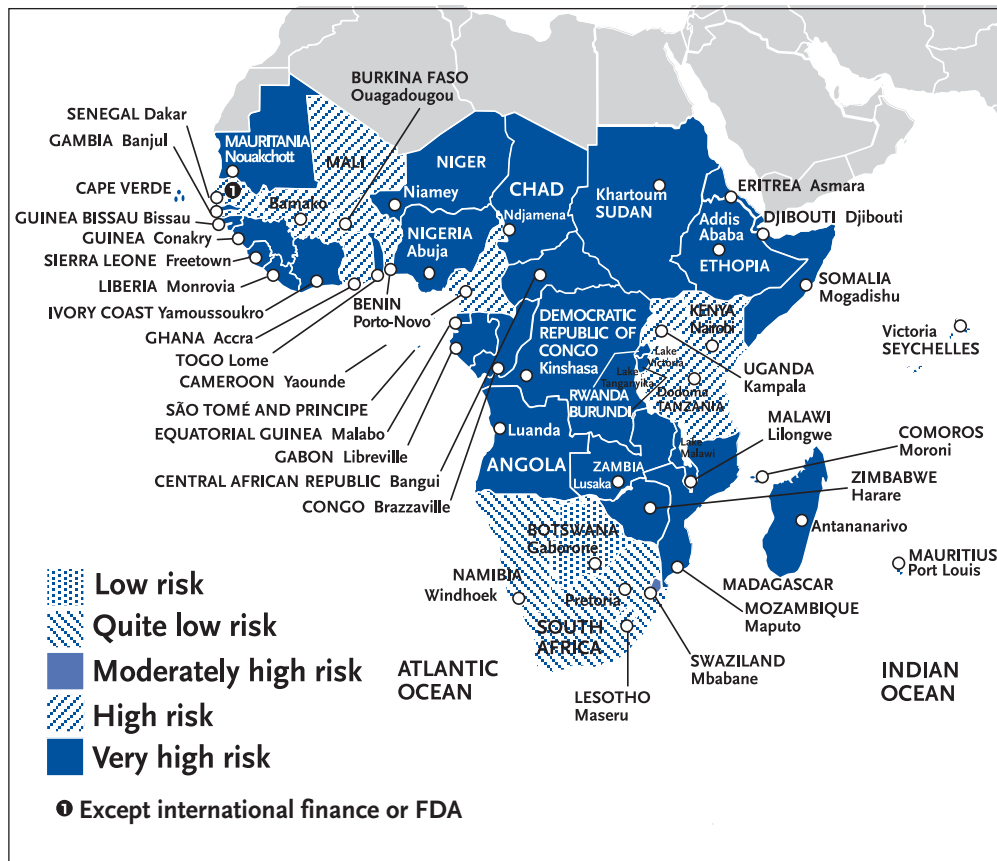 BURKINA FASO
Ouagadougou
SENEGAL Dakar
GAMBIA Banjul
MAURITANIA
Nouakchott
MALI
NIGER
CAPE VERDE
❶
Niamey
CHAD
Khartoum
SUDAN
ERITREA Asmara
Bamako
Ndjamena
Addis
Ababa
DJIBOUTI Djibouti
GUINEA BISSAU Bissau
NIGERIA
Abuja
GUINEA Conakry
ETHOPIA
SIERRA LEONE Freetown
SOMALIA
Mogadishu
LIBERIA Monrovia
BENIN
Porto-Novo
IVORY COAST Yamoussoukro
DEMOCRATIC
REPUBLIC OF
CONGO
Kinshasa
KENYA
Nairobi
Victoria
SEYCHELLES
GHANA Accra
TOGO Lome
Lake
Victoria
UGANDA
Kampala
CAMEROON Yaounde
Lake
Tanganyika
Dodoma
TANZANIA
RWANDA
BURUNDI
SÃO TOMÉ AND PRINCIPE
MALAWI
Lilongwe
EQUATORIAL GUINEA Malabo
Luanda
Lake
Malawi
COMOROS
Moroni
GABON Libreville
ANGOLA
ZAMBIA
Lusaka
ZIMBABWE
Harare
CENTRAL AFRICAN REPUBLIC Bangui
CONGO Brazzaville
BOTSWANA
Gaborone
Antananarivo
MAURITIUS
Port Louis
NAMIBIA
Windhoek
Pretoria
MADAGASCAR
MOZAMBIQUE
Maputo
SOUTH
AFRICA
SWAZILAND
Mbabane
LESOTHO
Maseru
ATLANTIC
OCEAN
INDIAN
OCEAN
Low risk
Quite low risk
Moderately high risk
High risk
Very high risk
❶ Except international finance or FDA